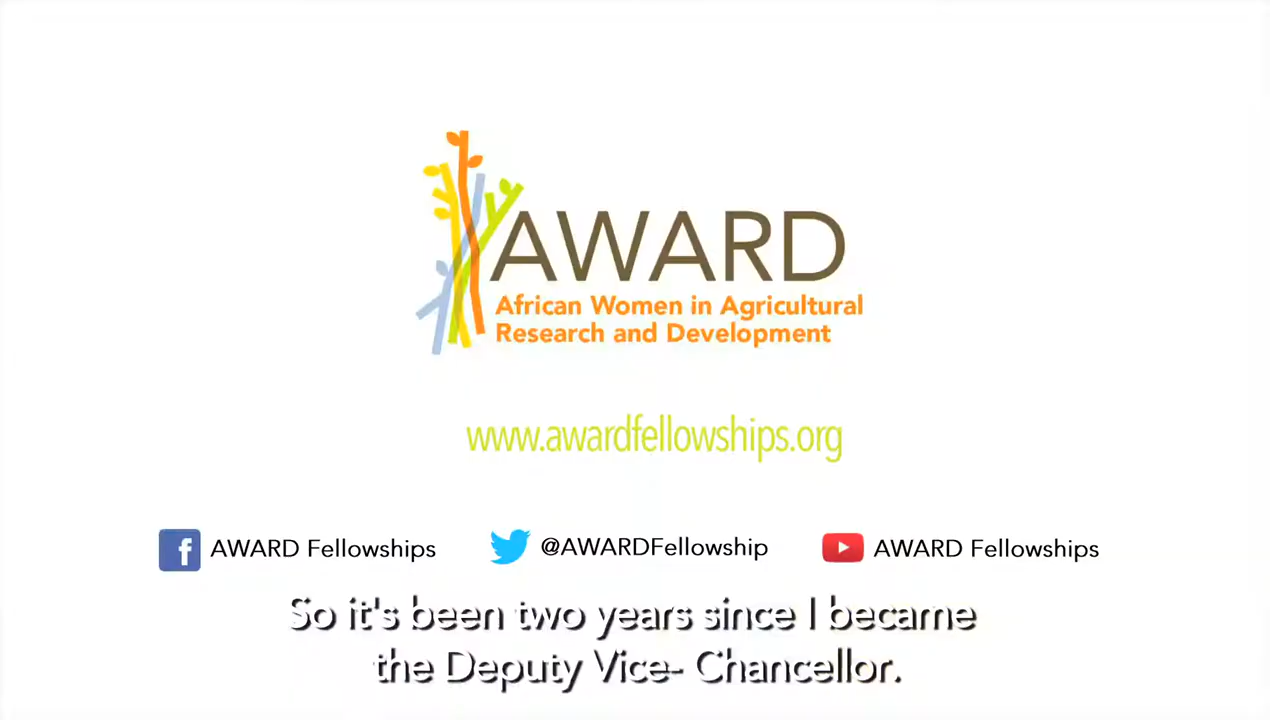 AWARD
African Women in Agricultural
Research and Development
www.awardfellowships.org
f AWARD Fellowships
@AWARDFellowship
AWARD Fellowships
So it's been two years since I became
the Deputy Vice- Chancellor.